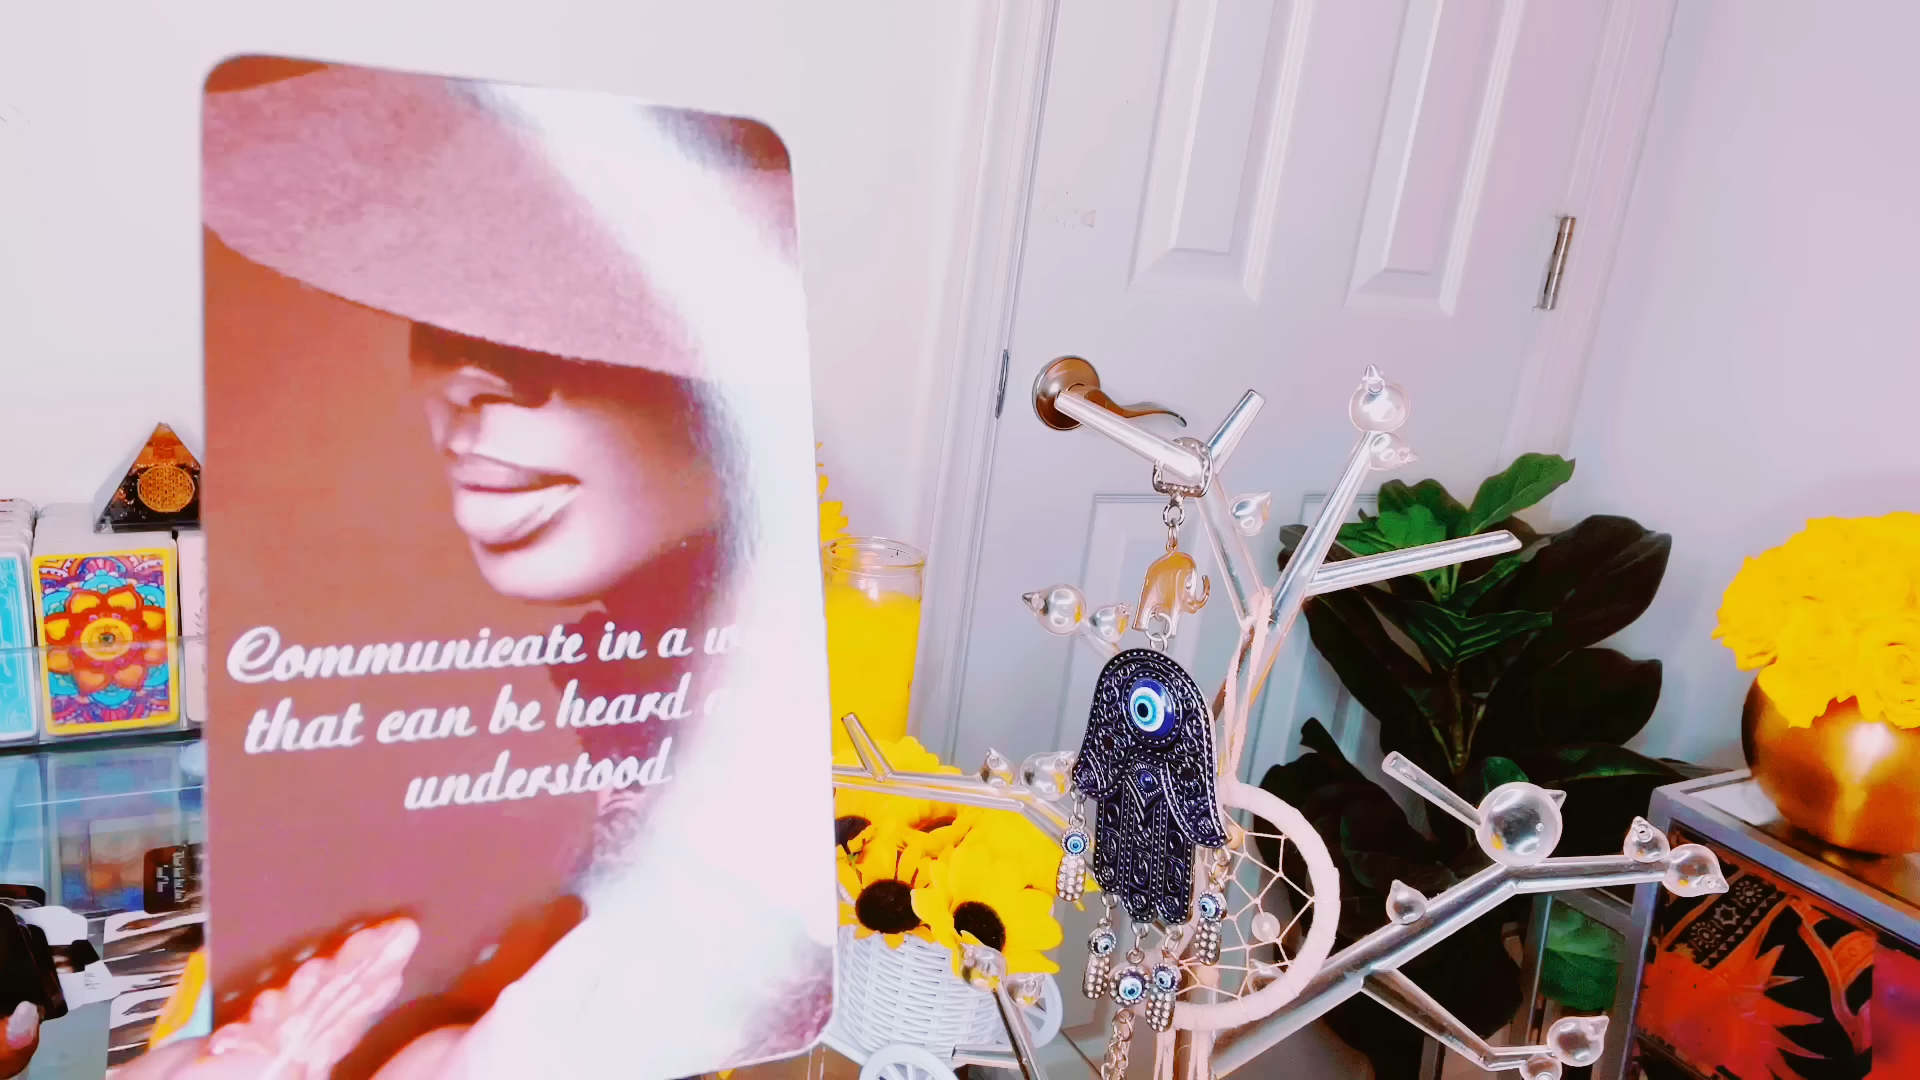 Communicate in a
that can be heard
understood